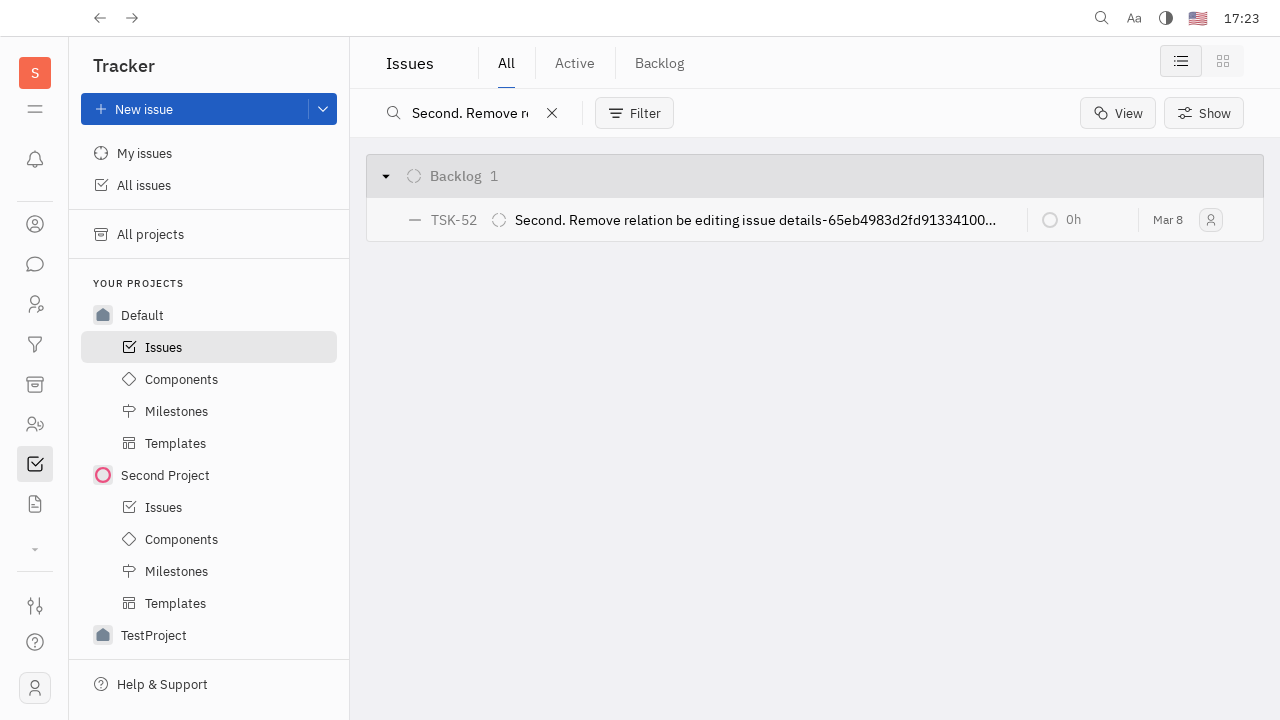 Aa
17:23
S
Tracker
New issue
My issues
All issues
All projects
YOUR PROJECTS
Default
Issues
Components
Milestones
Templates
Second Project
Issues
Components
Milestones
Templates
TestProject
Help & Support
Issues
All
Active
Backlog
Second. Remove re
Filter
View
Show
Backlog 1
TSK-52
Second. Remove relation be editing issue details-65eb4983d2fd91334100...
0h
Mar 8